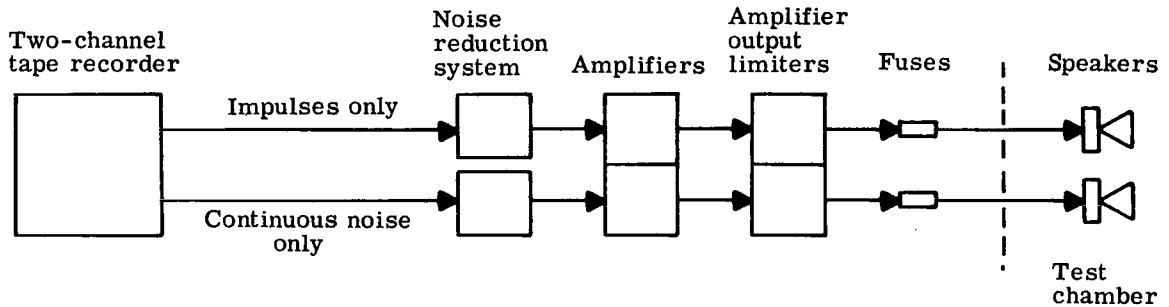 Two-channel
tape recorder
Impulses only
Continuous noise
only
Noise
reduction
system
Amplifiers
Amplifier
output
limiters
Fuses
Speakers
Test
chamber